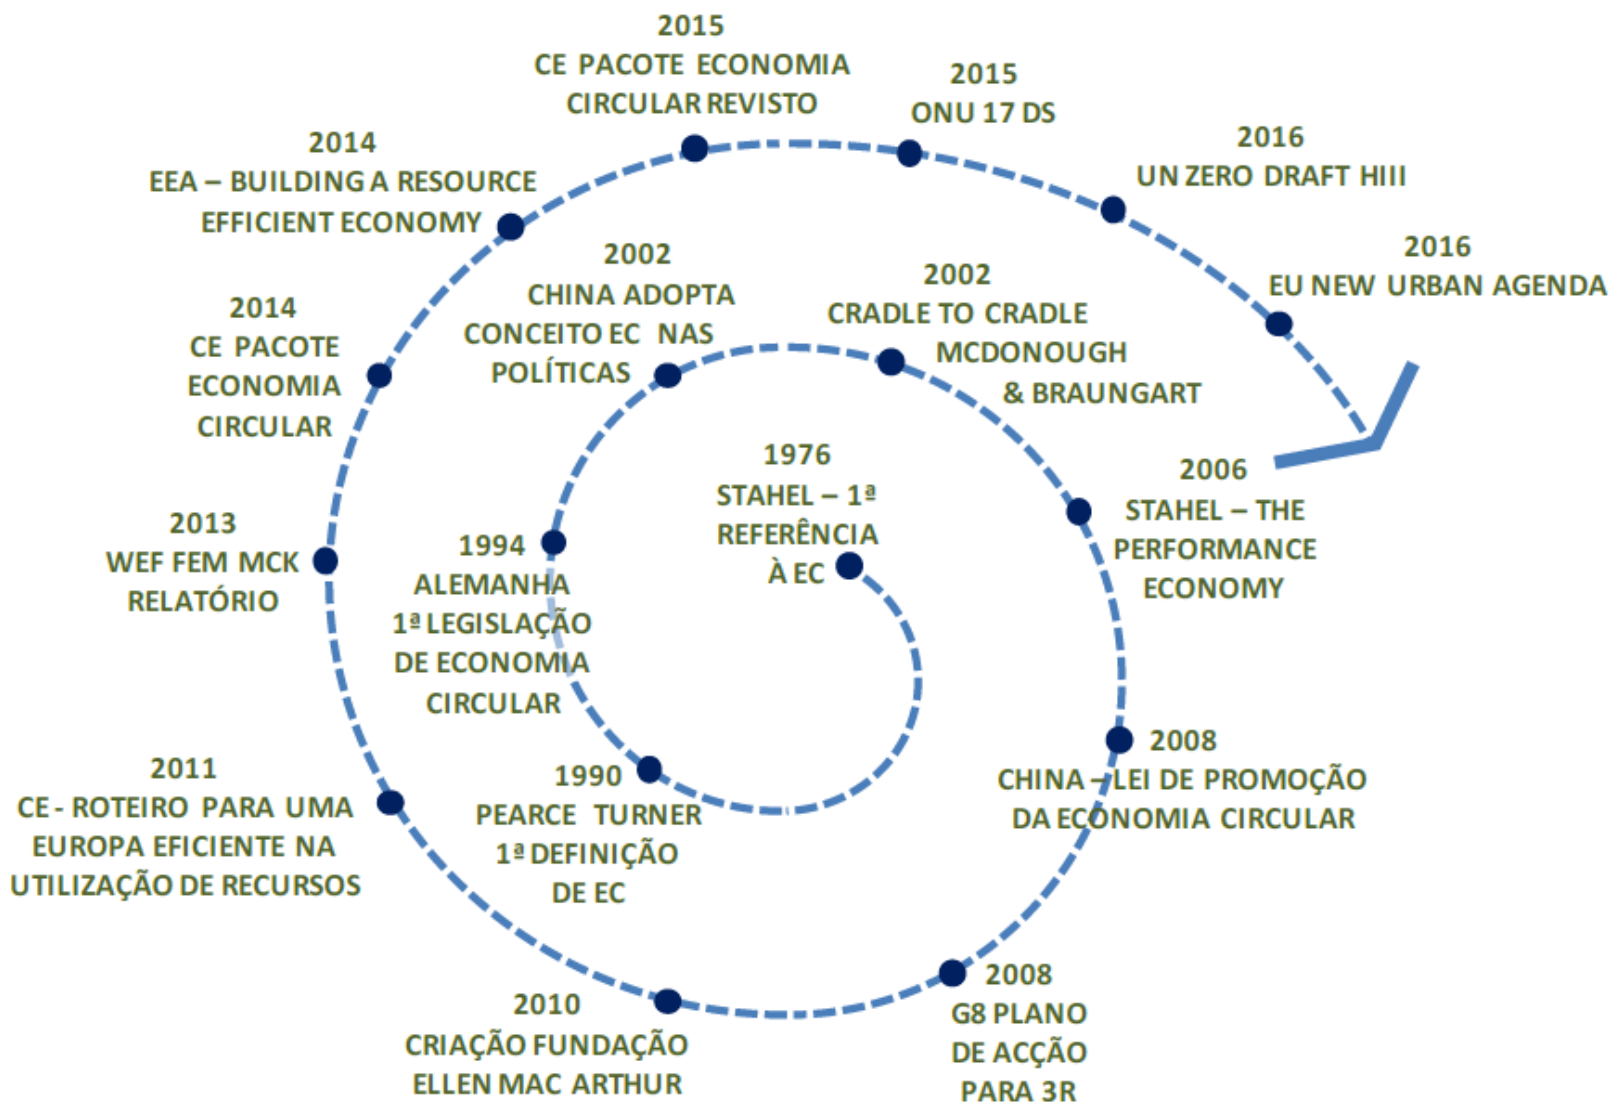 1976
STAHEL – 1ª
REFERÊNCIA
À EC
1990
PEARCE TURNER
1ª DEFINIÇÃO
DE EC
1994
ALEMANHA
1ª LEGISLAÇÃO
DE ECONOMIA
CIRCULAR
2002
CHINA ADOPTA
CONCEITO EC NAS
POLÍTICAS
2002
CRADLE TO CRADLE
MCDONOUGH
& BRAUNGART
2006
STAHEL – THE
PERFORMANCE
ECONOMY
2008
CHINA – LEI DE PROMOÇÃO
DA ECONOMIA CIRCULAR
2008
G8 PLANO
DE ACÇÃO
PARA 3R
2010
CRIAÇÃO FUNDAÇÃO
ELLEN MAC ARTHUR
2011
CE - ROTEIRO PARA UMA
EUROPA EFICIENTE NA
UTILIZAÇÃO DE RECURSOS
2013
WEF FEM MCK
RELATÓRIO
2014
CE PACOTE
ECONOMIA
CIRCULAR
2014
EEA – BUILDING A RESOURCE
EFFICIENT ECONOMY
2015
CE PACOTE ECONOMIA
CIRCULAR REVISTO
2015
ONU 17 DS
2016
UN ZERO DRAFT HIII
2016
EU NEW URBAN AGENDA